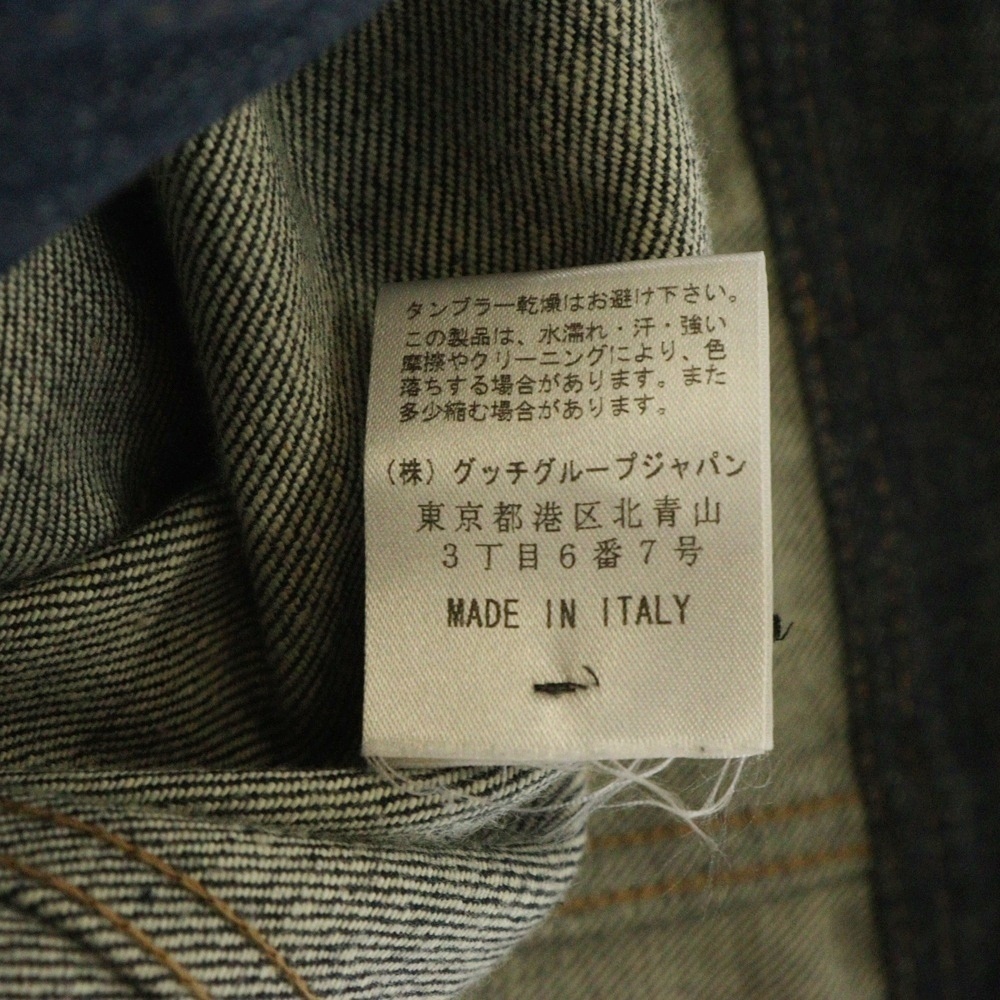 タンブラー乾燥はお避け下さい。
この製品は、水濡れ・汗・強い
摩擦やクリーニングにより、色
落ちする場合があります。また
多少縮む場合があります。
（株）グッチグループジャパン
東京都港区北青山
3丁目6番7号
MADE IN ITALY